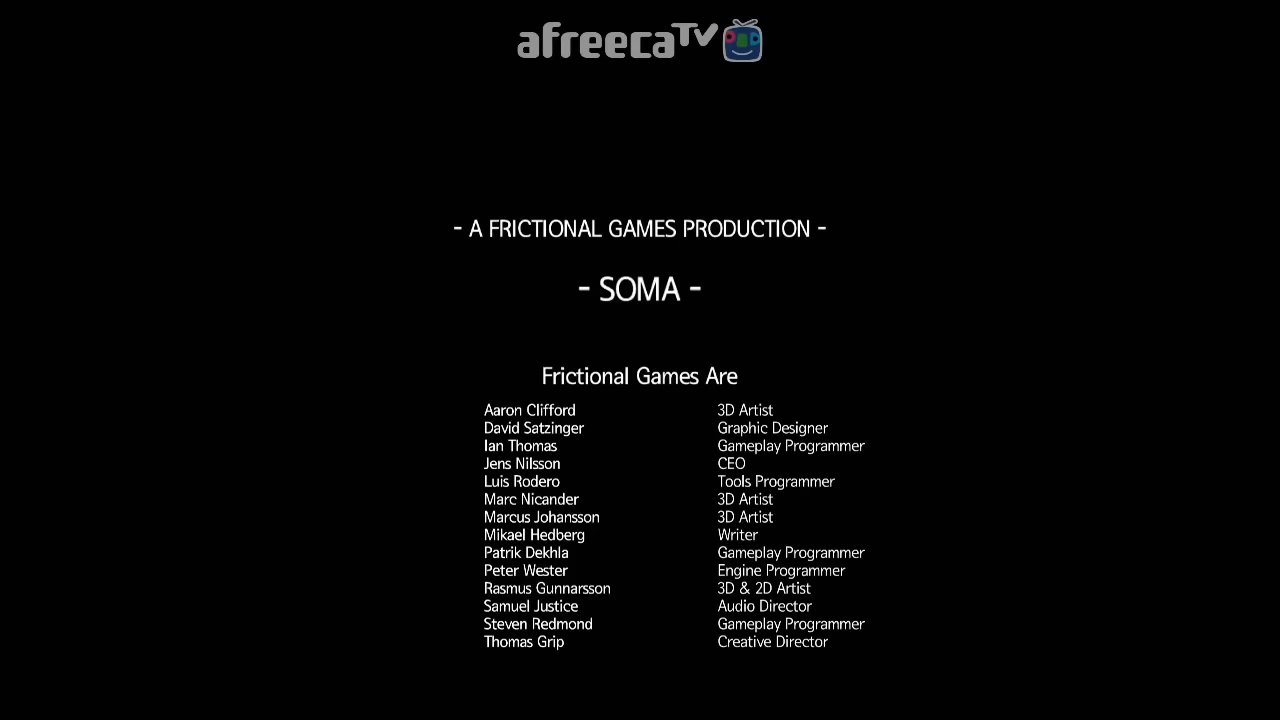 afreecaTV
- A FRICTIONAL GAMES PRODUCTION -
- SOMA -
Frictional Games Are
Aaron Clifford 3D Artist
David Satzinger Graphic Designer
Ian Thomas Gameplay Programmer
Jens Nilsson CEO
Luis Rodero Tools Programmer
Marc Nicander 3D Artist
Marcus Johansson 3D Artist
Mikael Hedberg Writer
Patrik Dekhla Gameplay Programmer
Peter Wester Engine Programmer
Rasmus Gunnarsson 3D & 2D Artist
Samuel Justice Audio Director
Steven Redmond Gameplay Programmer
Thomas Grip Creative Director